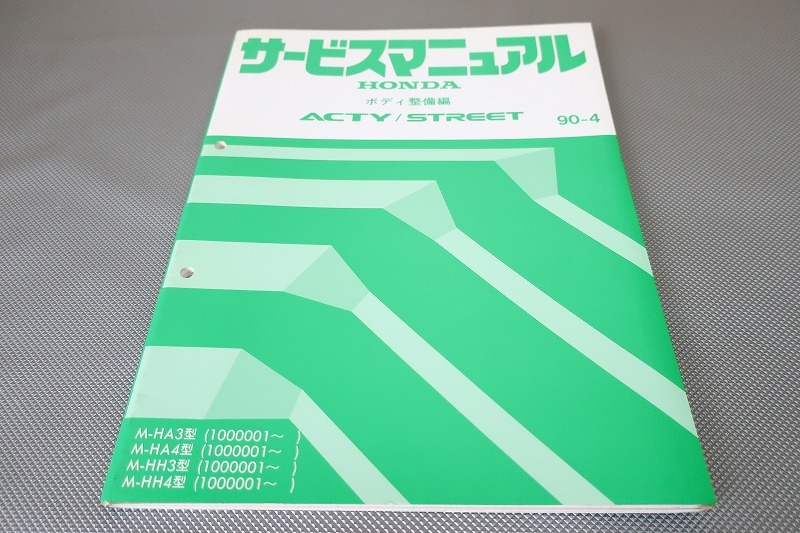 サービスマニュアル
HONDA
ボディ整備編
ACTY/STREET 90-4
M-HA3型 (1000001〜 )
M-HA4型 (1000001〜 )
M-HH3型 (1000001〜 )
M-HH4型 (1000001〜 )